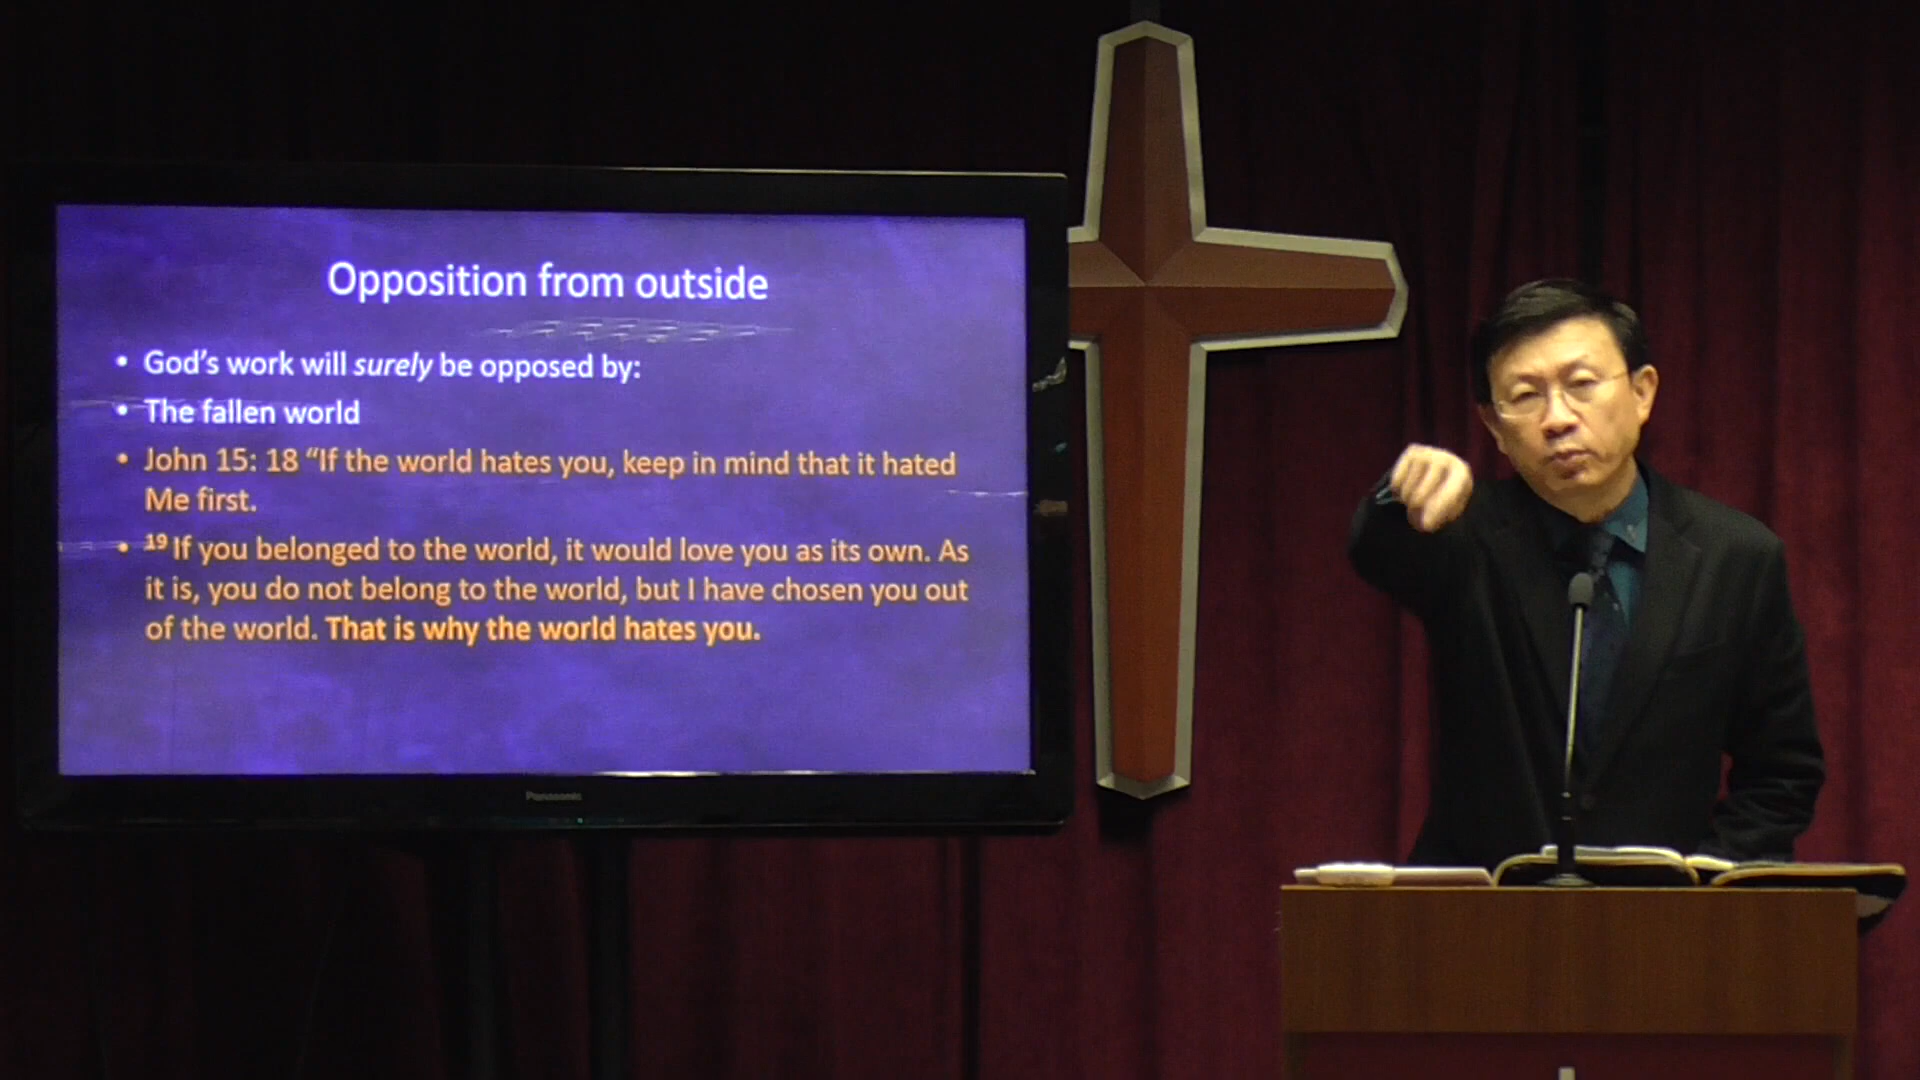 Opposition from outside
• God's work will surely be opposed by:
• The fallen world
• John 15: 18 “If the world hates you, keep in mind that it hated
Me first.
• 19 If you belonged to the world, it would love you as its own. As
it is, you do not belong to the world, but I have chosen you out
of the world. That is why the world hates you.
Panasonic